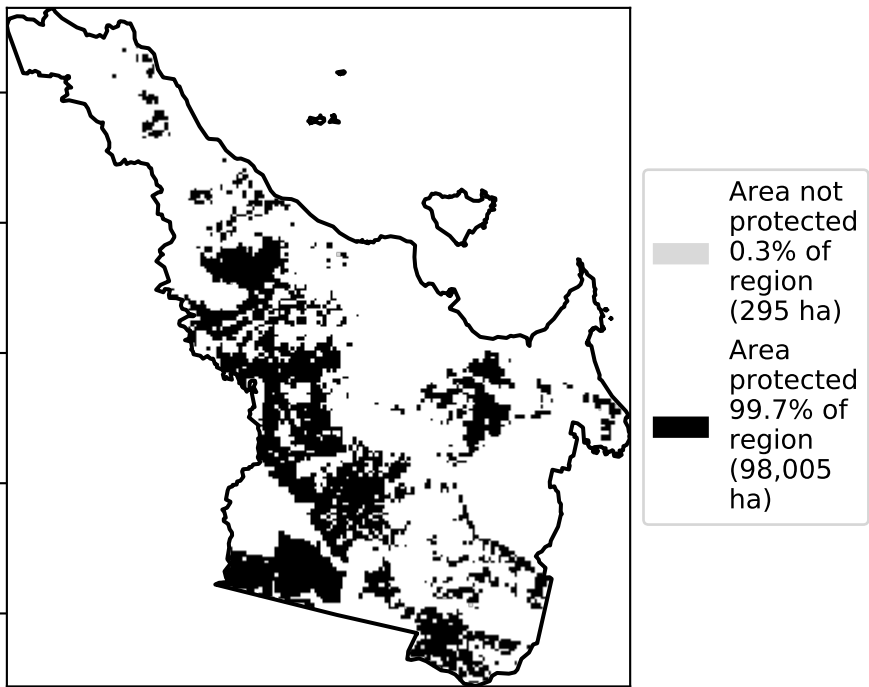 Area not
protected
0.3% of
region
(295 ha)
Area
protected
99.7% of
region
(98,005
ha)